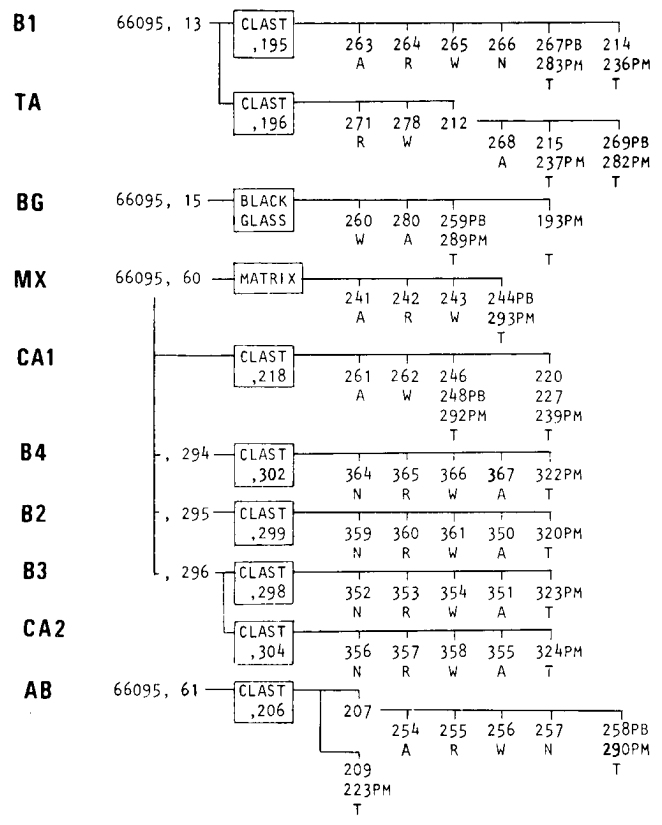 B1 66095, 13 CLAST
,195 263 264 265 266 267PB 214
A R W N 283PM 236PM
T T
TA CLAST
,196 271 278 212
R W 268 215 269PB
A 237PM 282PM
T T
BG 66095, 15 BLACK
GLASS 260 280 259PB 193PM
W A 289PM
T T
MX 66095, 60 MATRIX
241 242 243 244PB
A R W 293PM
T
CA1 CLAST
,218 261 262 246 220
A W 248PB 227
292PM 239PM
T T
B4 , 294 CLAST
,302 364 365 366 367 322PM
N R W A T
B2 , 295 CLAST
,299 359 360 361 350 320PM
N R W A T
B3 , 296 CLAST
,298 352 353 354 351 323PM
N R W A T
CA2 CLAST
,304 356 357 358 355 324PM
N R W A T
AB 66095, 61 CLAST
,206 207
254 255 256 257 258PB
A R W N 290PM
T
209
223PM
T